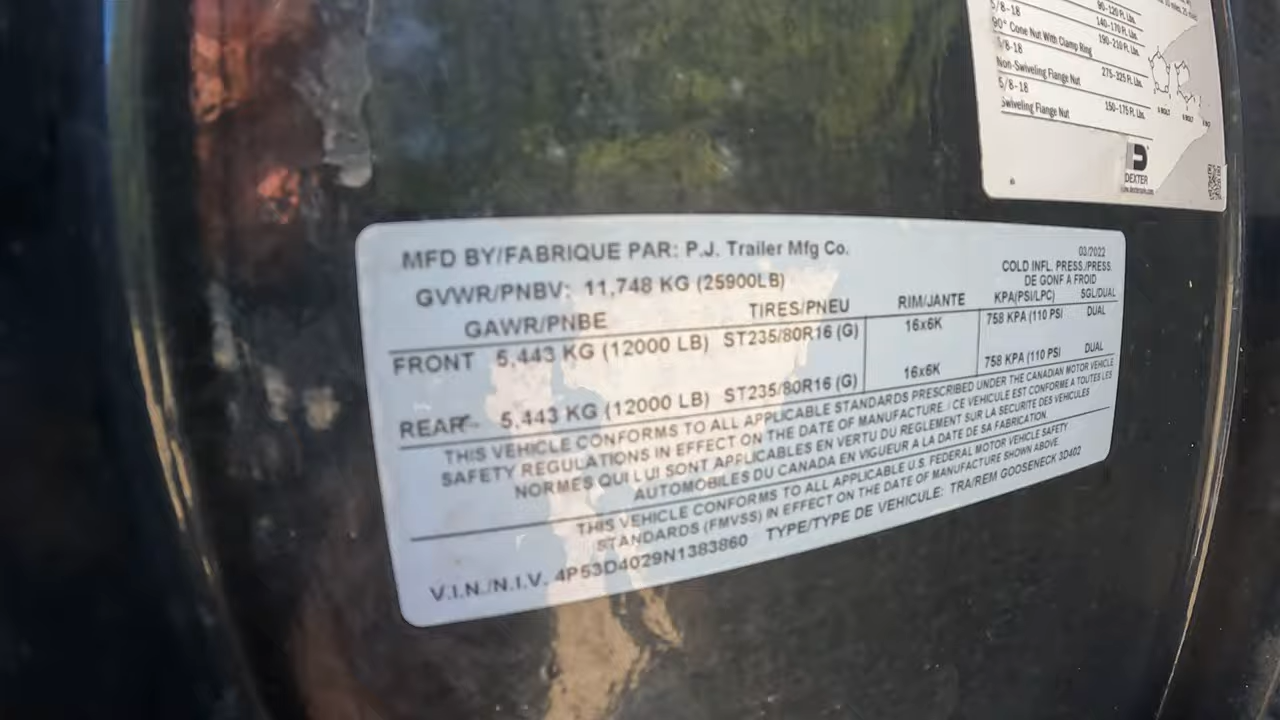 90-120 Ft. Lbs.
5/8-18
140-170 Ft. Lbs.
90° Cone Nut With Clamp Ring
190-210 Ft. Lbs.
5/8-18
Non-Swiveling Flange Nut
275-325 Ft. Lbs.
5/8-18
Swiveling Flange Nut
150-175 Ft. Lbs.
DEXTER
MFD BY/FABRIQUE PAR: P.J. Trailer Mfg Co.
03/2022
GVWR/PNBV: 11,748 KG (25900LB)
COLD INFL. PRESS./PRESS.
DE GONF A FROID
GAWR/PNBE TIRES/PNEU RIM/JANTE KPA(PSI/LPC) SGL/DUAL
FRONT 5,443 KG (12000 LB) ST235/80R16 (G) 16x6K 758 KPA (110 PSI DUAL
REAR 5,443 KG (12000 LB) ST235/80R16 (G) 16x6K 758 KPA (110 PSI DUAL
THIS VEHICLE CONFORMS TO ALL APPLICABLE STANDARDS PRESCRIBED UNDER THE CANADIAN MOTOR VEHICLE
SAFETY REGULATIONS IN EFFECT ON THE DATE OF MANUFACTURE. / CE VEHICULE EST CONFORME A TOUTES LES
NORMES QUI LUI SONT APPLICABLES EN VERTU DU REGLEMENT SUR LA SECURITE DES VEHICULES
AUTOMOBILES DU CANADA EN VIGUEUR A LA DATE DE SA FABRICATION.
THIS VEHICLE CONFORMS TO ALL APPLICABLE U.S. FEDERAL MOTOR VEHICLE SAFETY
STANDARDS (FMVSS) IN EFFECT ON THE DATE OF MANUFACTURE SHOWN ABOVE
V.I.N./N.I.V. 4P53D4029N1383860 TYPE/TYPE DE VEHICULE: TRA/REM GOOSENECK 3D402